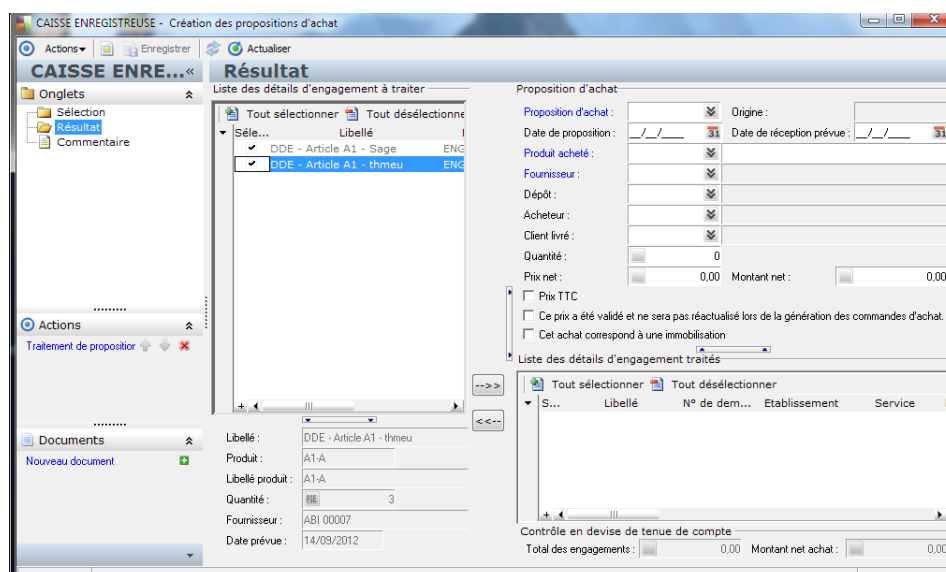 CAISSE ENREGISTREUSE - Création des propositions d'achat
Actions Enregistrer Actualiser
CAISSE ENRE...«
Résultat
Onglets
Sélection
Résultat
Commentaire
Actions
Traitement de proposition
Documents
Nouveau document
Liste des détails d'engagement à traiter
Tout sélectionner Tout désélectionne
Séle... Libellé
DDE - Article A1 - Sage ENG
DDE - Article A1 - thmeu ENG
Libellé : DDE - Article A1 - thmeu
Produit : A1-A
Libellé produit : A1-A
Quantité : PIE 3
Fournisseur : ABI 00007
Date prévue : 14/09/2012
-->>
<<--
Proposition d'achat
Proposition d'achat : Origine :
Date de proposition : __/__/____ 31 Date de réception prévue : __/__/____ 31
Produit acheté :
Fournisseur :
Dépôt :
Acheteur :
Client livré :
Quantité : 0
Prix net : 0,00 Montant net : 0,00
Prix TTC
Ce prix a été validé et ne sera pas réactualisé lors de la génération des commandes d'achat.
Cet achat correspond à une immobilisation
Liste des détails d'engagement traités
Tout sélectionner Tout désélectionner
S... Libellé N° de dem... Etablissement Service
Contrôle en devise de tenue de compte
Total des engagements : 0,00 Montant net achat : 0,00